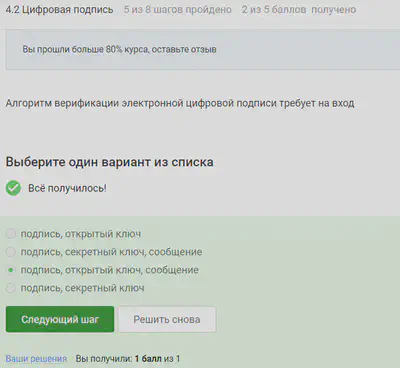 4.2 Цифровая подпись 5 из 8 шагов пройдено 2 из 5 баллов получено
Вы прошли больше 80% курса, оставьте отзыв
Алгоритм верификации электронной цифровой подписи требует на вход
Выберите один вариант из списка
Всё получилось!
подпись, открытый ключ
подпись, секретный ключ, сообщение
подпись, открытый ключ, сообщение
подпись, секретный ключ
Следующий шаг Решить снова
Ваши решения Вы получили: 1 балл из 1